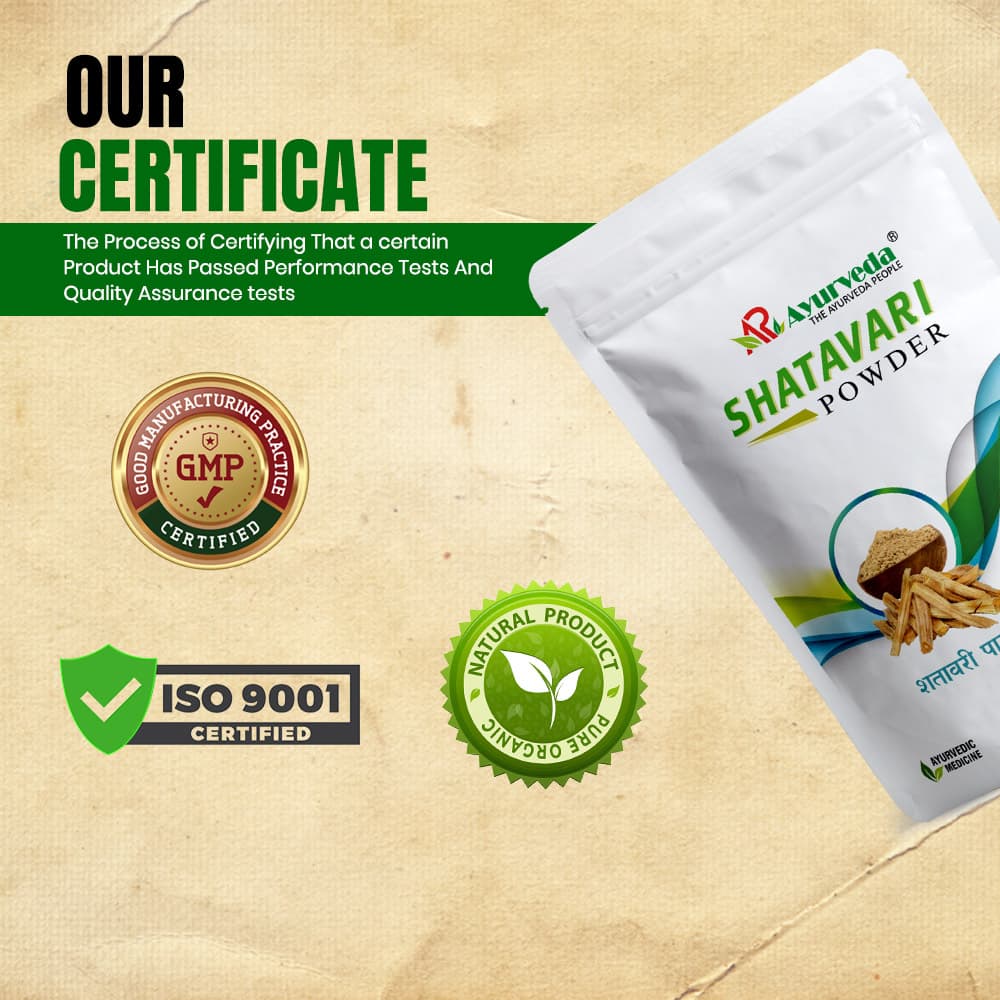 OUR
CERTIFICATE
The Process of Certifying That a certain
Product Has Passed Performance Tests And
Quality Assurance tests
AR Ayurveda®
THE AYURVEDA PEOPLE
SHATAVARI
POWDER
GOOD MANUFACTURING PRACTICE
GMP
CERTIFIED
NATURAL PRODUCT
PURE ORGANIC
ISO 9001
CERTIFIED
शतावरी
AYURVEDIC
MEDICINE